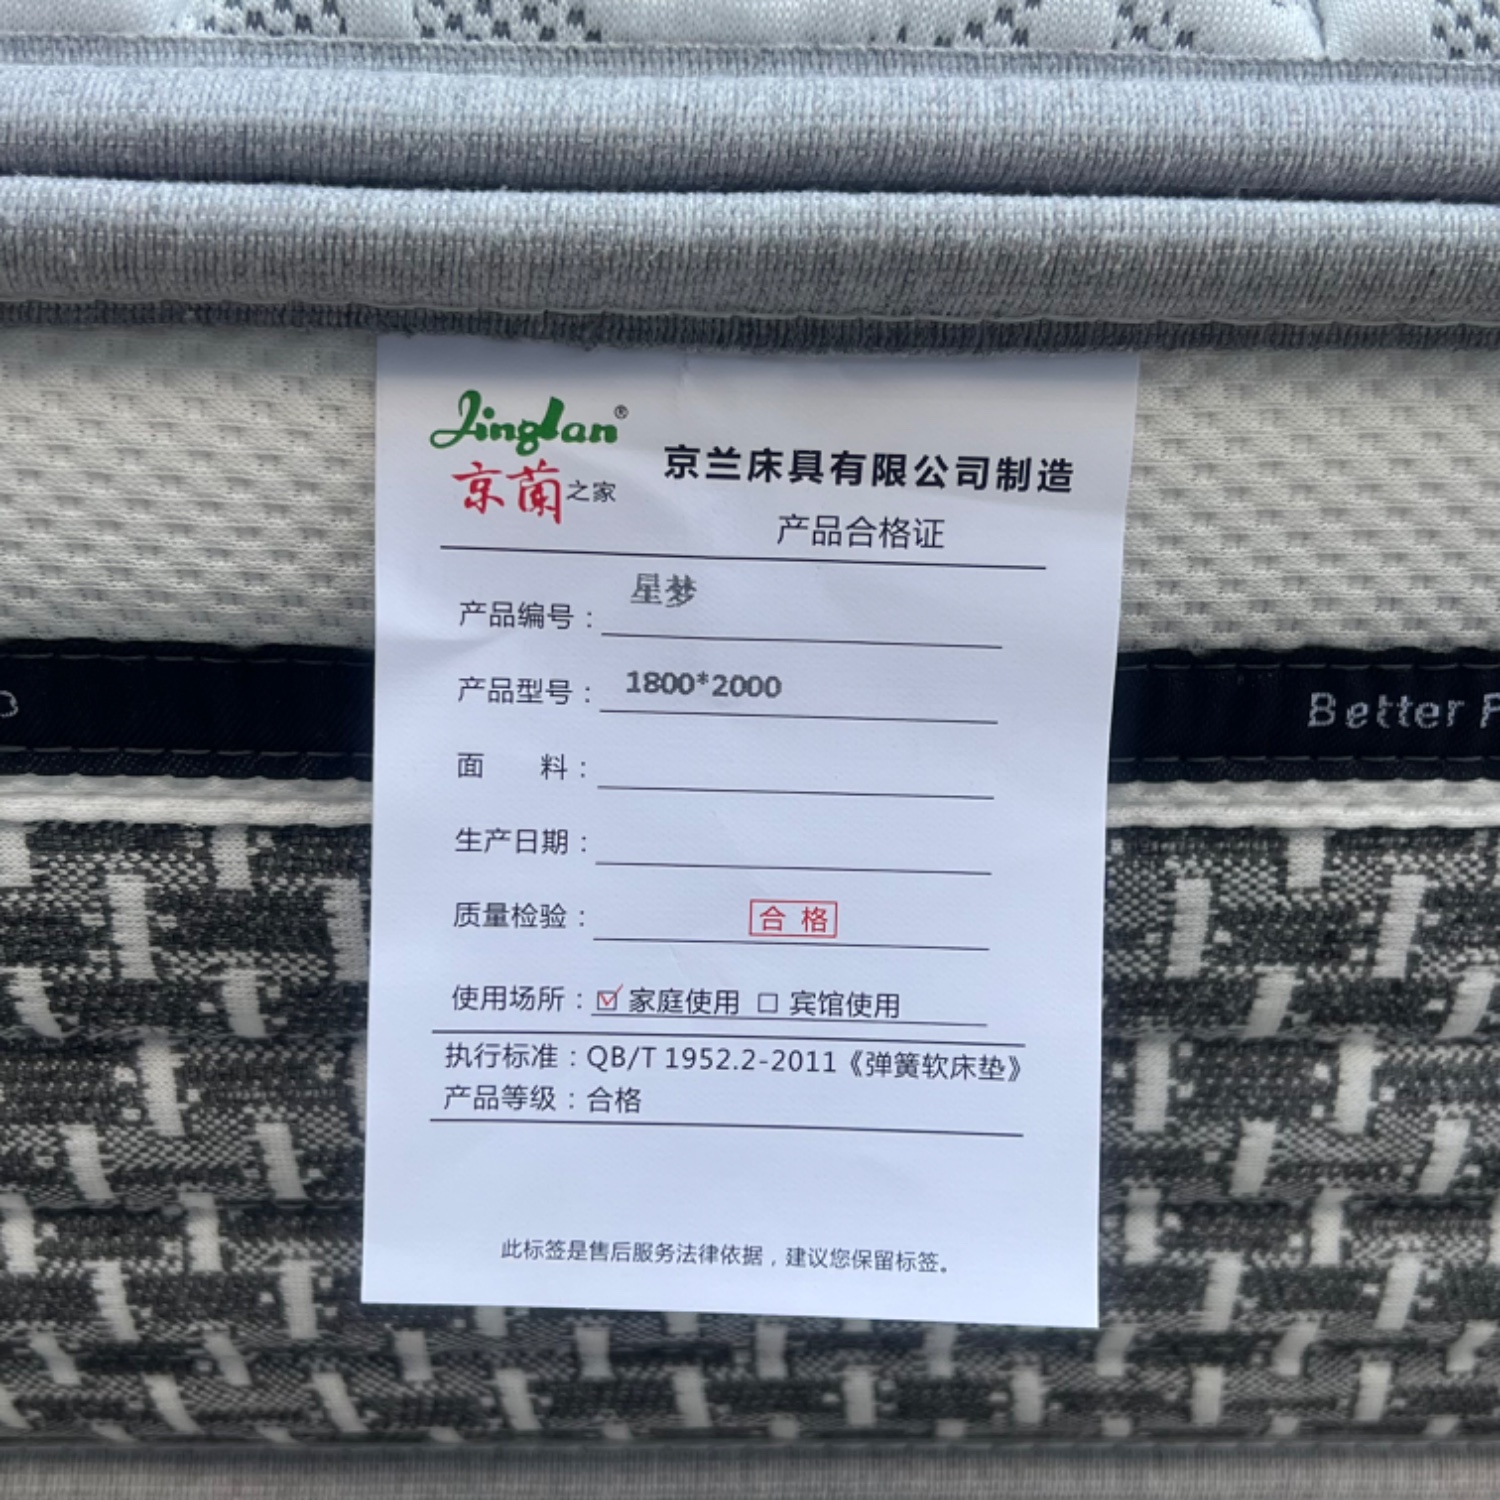 Jinglan®
京蘭之家
京兰床具有限公司制造
产品合格证
产品编号：星梦
产品型号：1800*2000
面 料：
生产日期：
质量检验：合 格
使用场所：☑家庭使用 □ 宾馆使用
执行标准：QB/T 1952.2-2011《弹簧软床垫》
产品等级：合格
此标签是售后服务法律依据，建议您保留标签。
Better